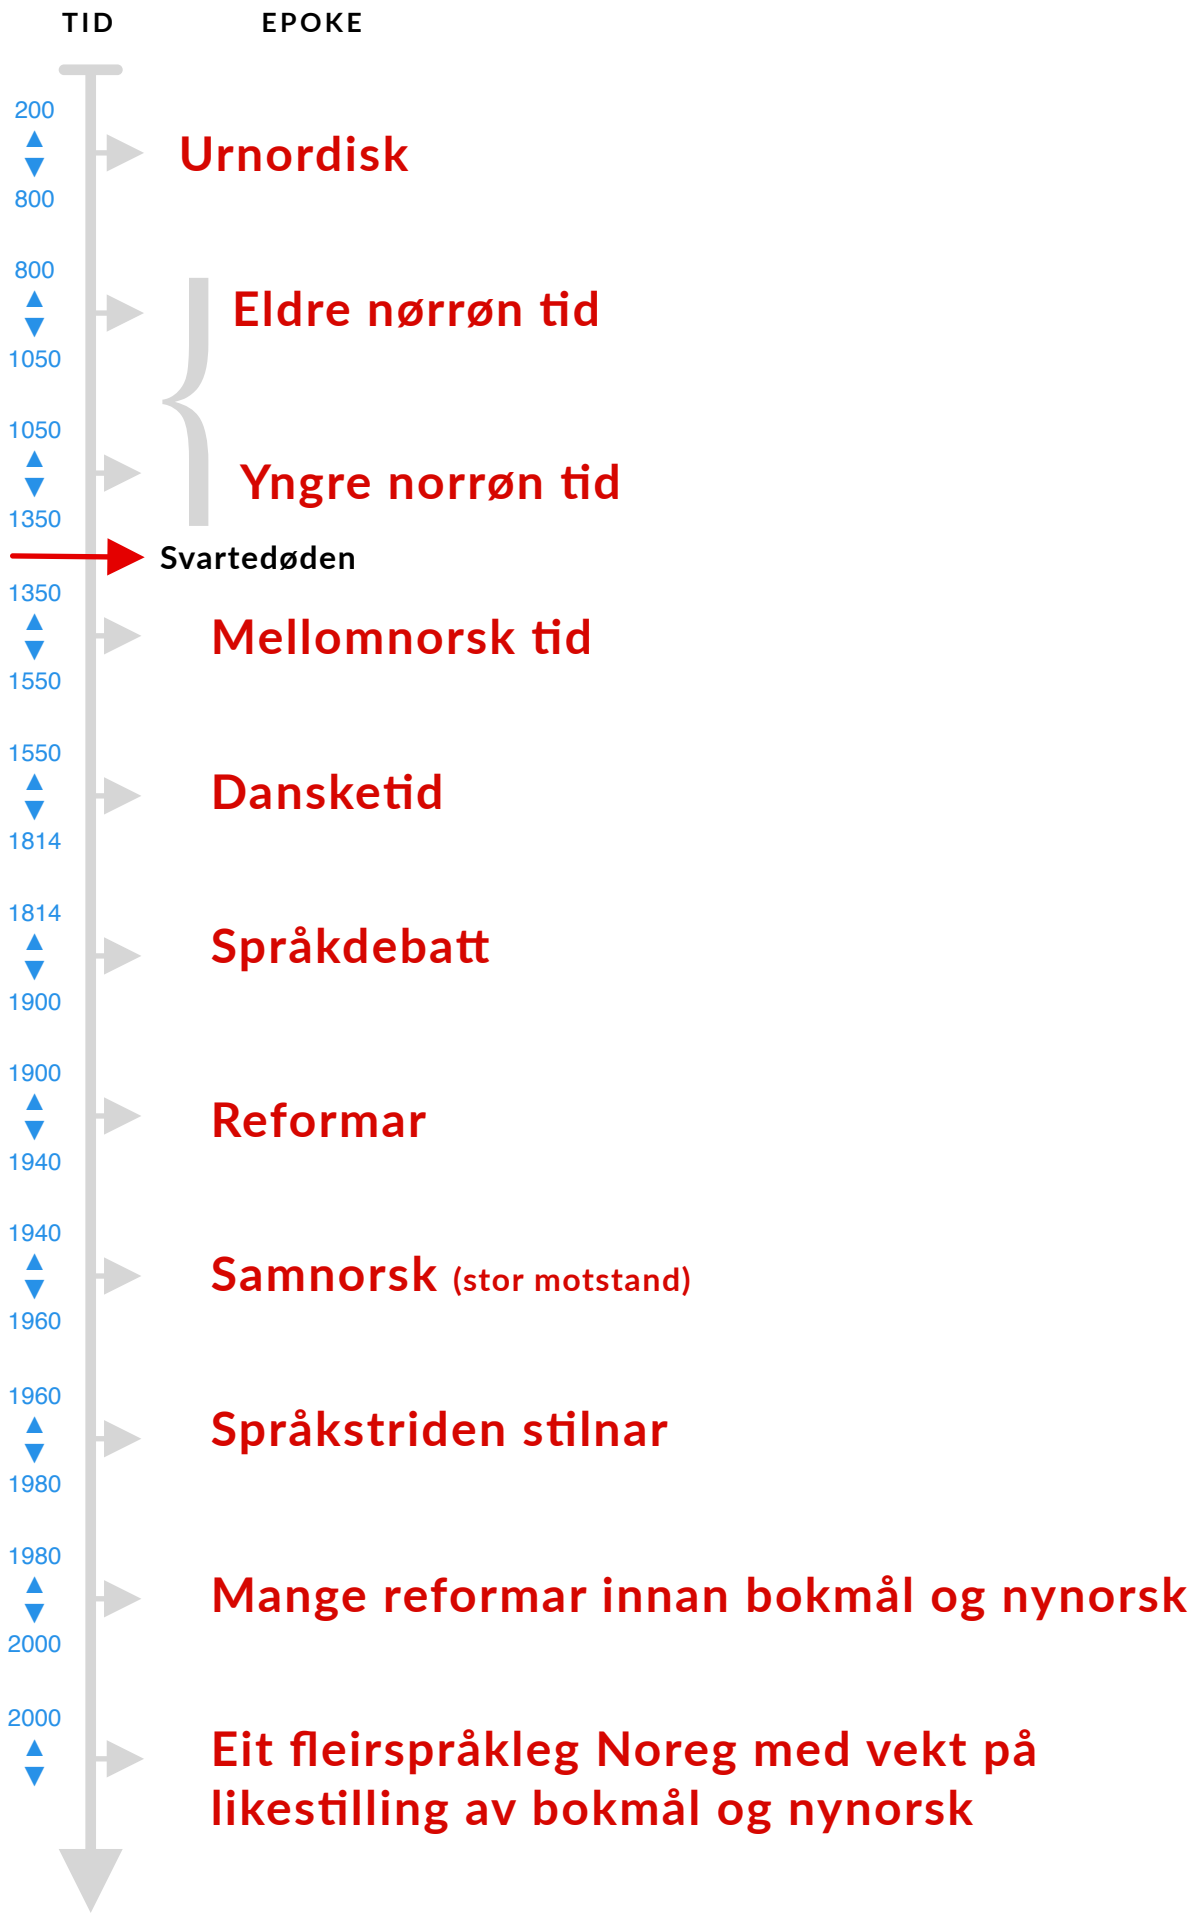 TID EPOKE
200
Urnordisk
800
800
Eldre nørrøn tid
1050
1050
Yngre norrøn tid
1350
Svartedøden
1350
Mellomnorsk tid
1550
1550
Dansketid
1814
1814
Språkdebatt
1900
1900
Reformar
1940
1940
Samnorsk (stor motstand)
1960
1960
Språkstriden stilnar
1980
1980
Mange reformar innan bokmål og nynorsk
2000
2000
Eit fleirspråkleg Noreg med vekt på
likestilling av bokmål og nynorsk